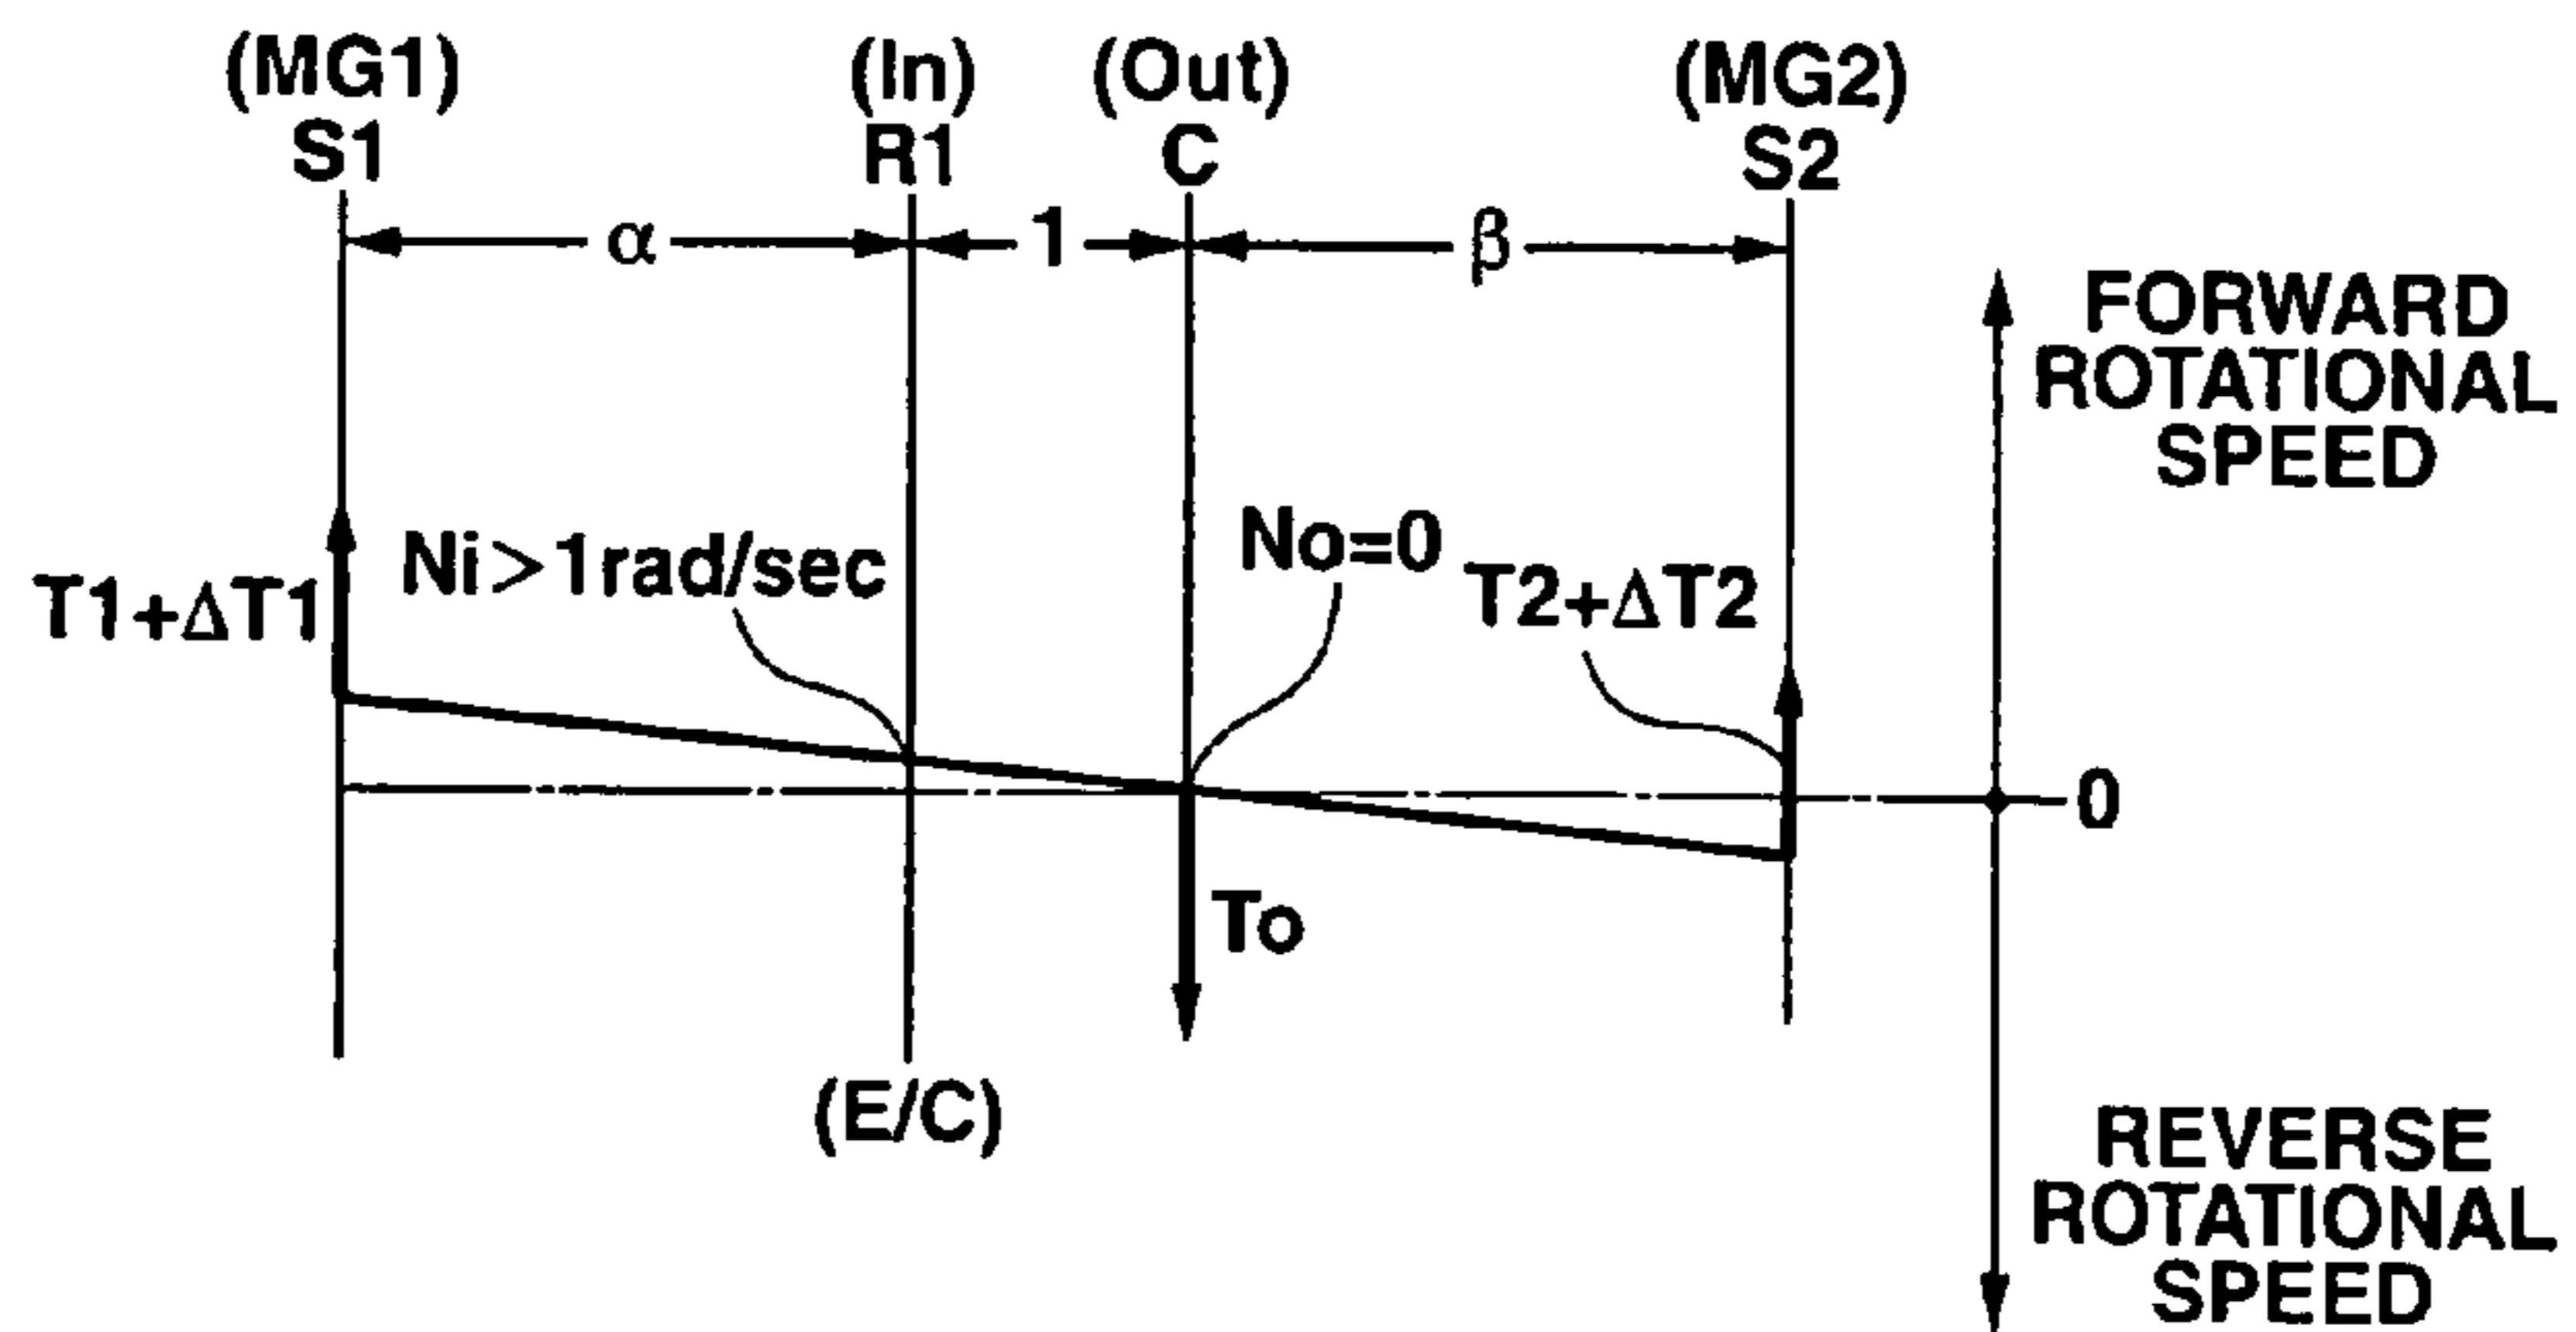 (MG1) (In) (Out) (MG2)
S1 R1 C S2
α 1 β
FORWARD
ROTATIONAL
SPEED
Ni>1rad/sec No=0
T1+ΔT1 T2+ΔT2
0
To
(E/C)
REVERSE
ROTATIONAL
SPEED